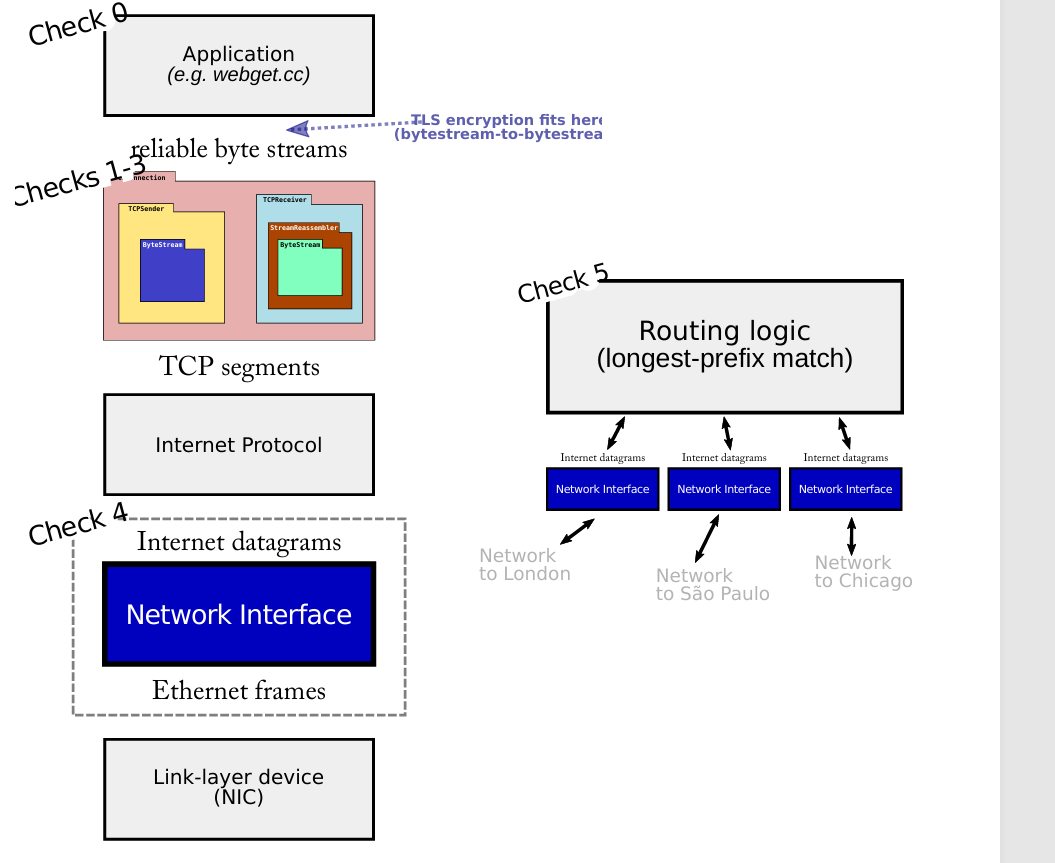 Check 0
Application
(e.g. webget.cc)
TLS encryption fits here
(bytestream-to-bytestrea
reliable byte streams
Checks 1-3
nnection
TCPSender
ByteStream
TCPReceiver
StreamReassembler
ByteStream
TCP segments
Internet Protocol
Check 4
Internet datagrams
Network Interface
Ethernet frames
Link-layer device
(NIC)
Check 5
Routing logic
(longest-prefix match)
Internet datagrams
Internet datagrams
Internet datagrams
Network Interface
Network Interface
Network Interface
Network
to London
Network
to São Paulo
Network
to Chicago